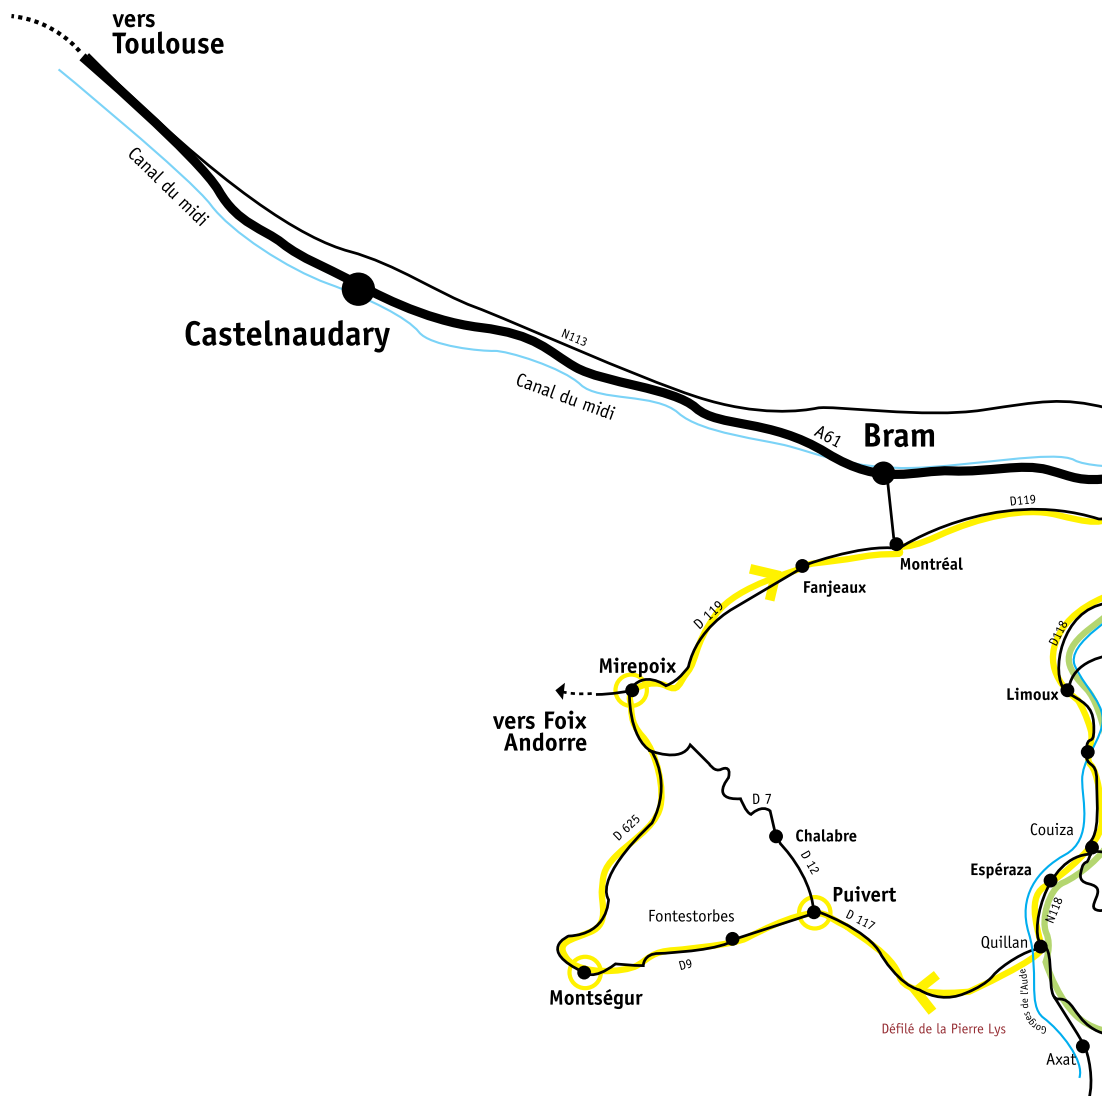 vers
Toulouse
Canal du midi
Castelnaudary
N113
Canal du midi
A61
Bram
D119
Montréal
Fanjeaux
D 119
D118
Mirepoix
Limoux
vers Foix
Andorre
D 7
D 625
Chalabre
Couiza
D 12
Espéraza
Puivert
N118
Fontestorbes
D 117
Quillan
D9
Montségur
Gorges de l'Aude
Défilé de la Pierre Lys
Axat